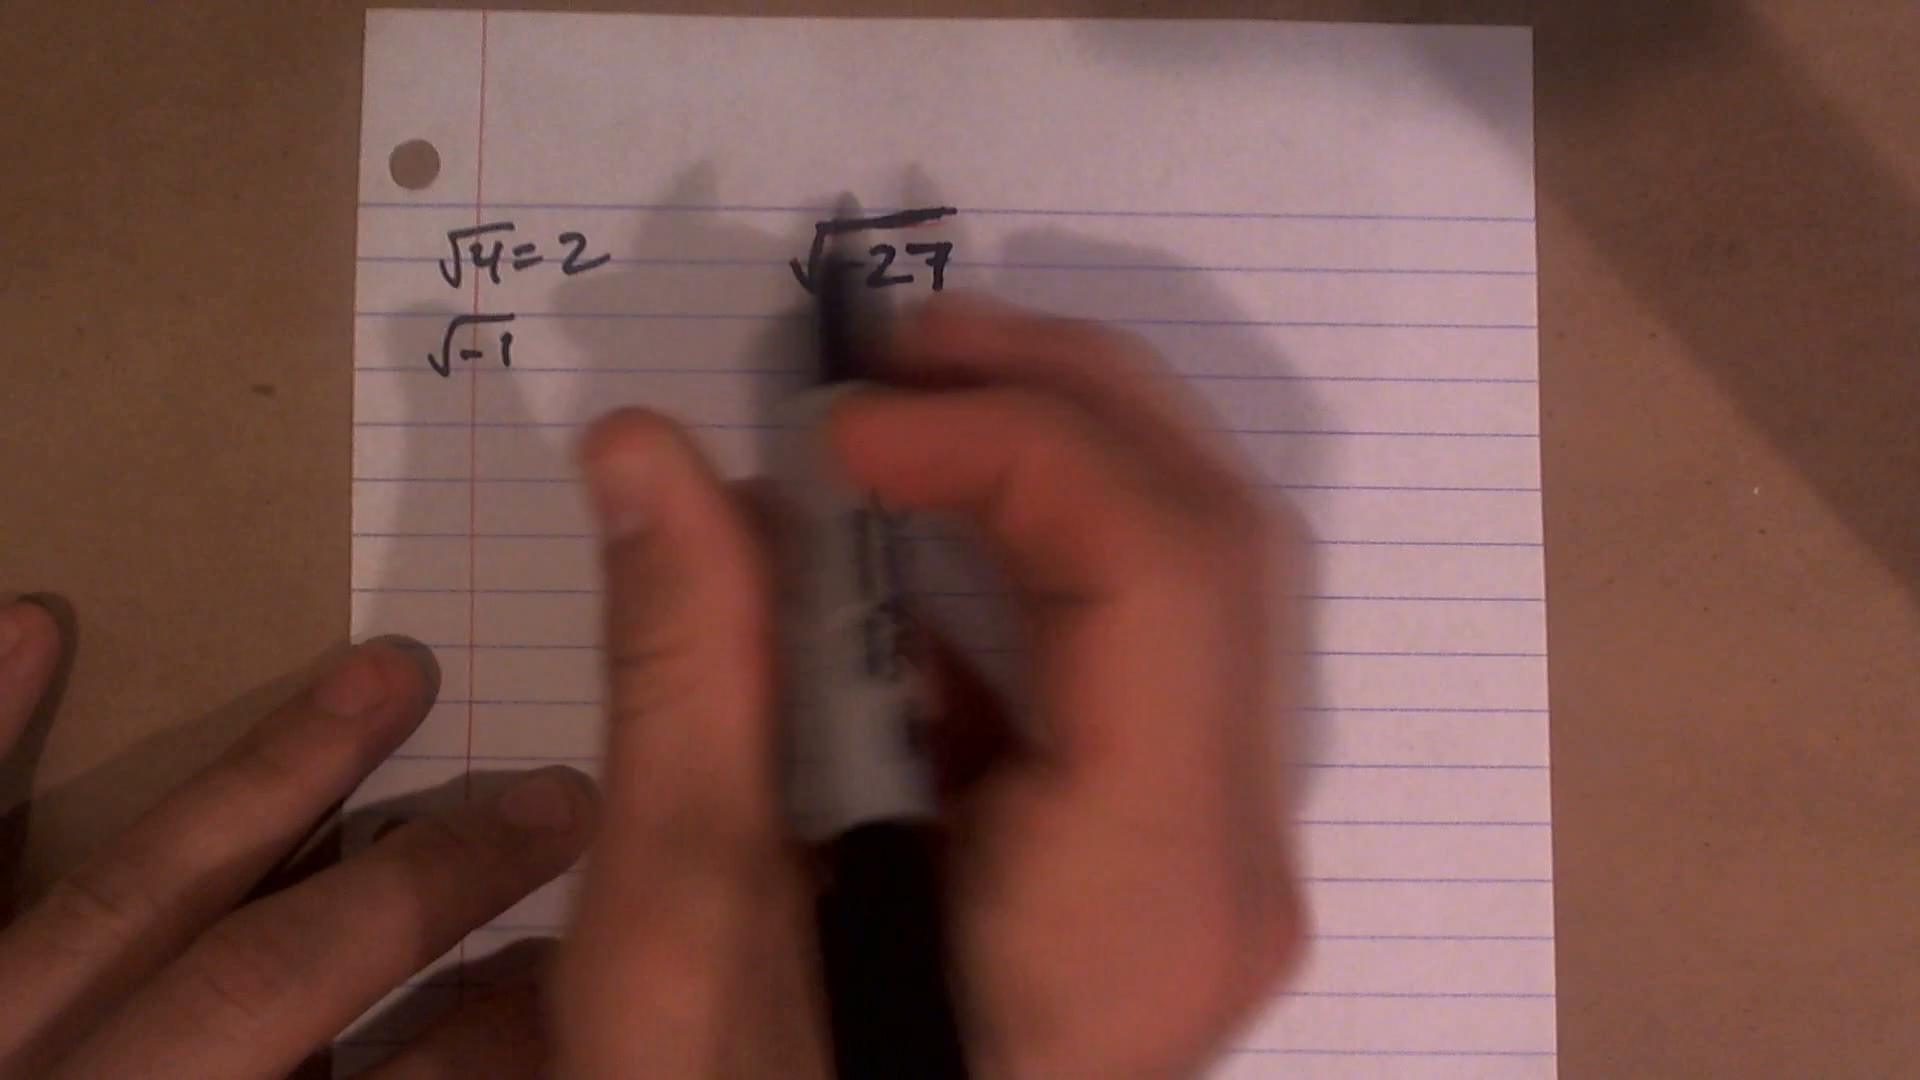 √4 = 2
√-27
√-1